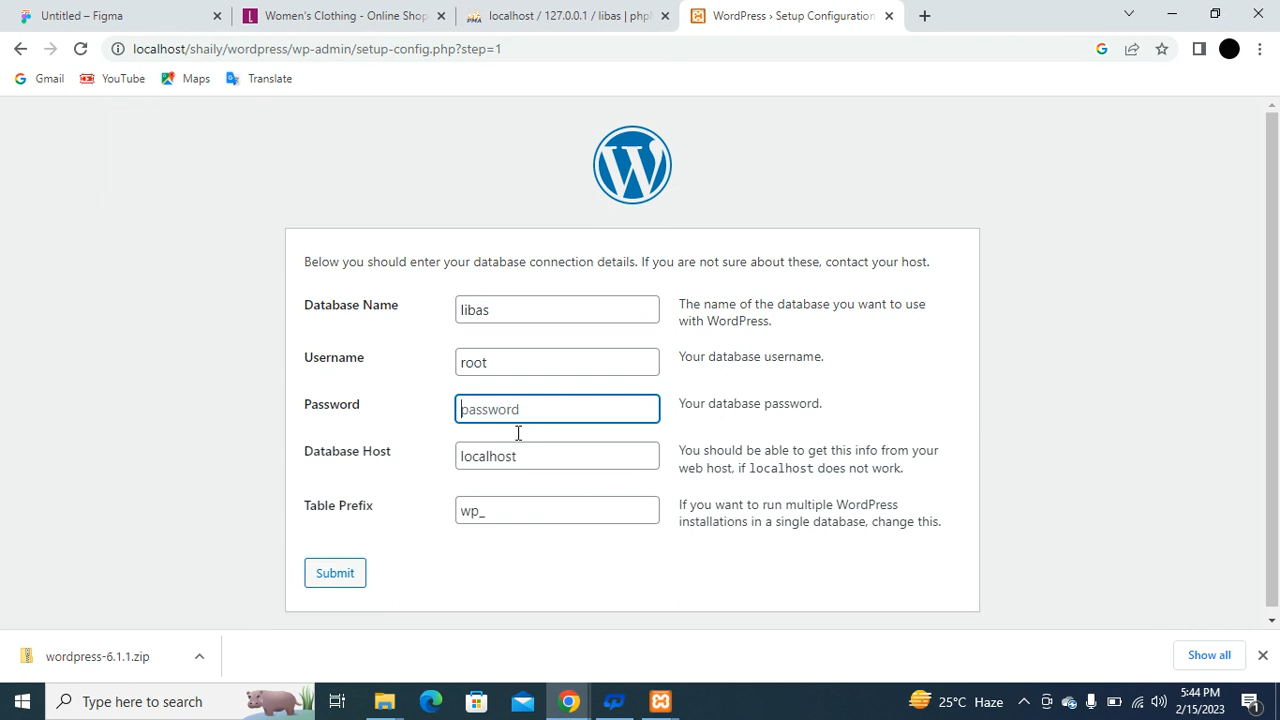 Untitled – Figma
Women's Clothing - Online Shop
localhost / 127.0.0.1 / libas | php
WordPress › Setup Configuration
localhost/shaily/wordpress/wp-admin/setup-config.php?step=1
Gmail
YouTube
Maps
Translate
Below you should enter your database connection details. If you are not sure about these, contact your host.
Database Name
libas
The name of the database you want to use
with WordPress.
Username
root
Your database username.
Password
password
Your database password.
Database Host
localhost
You should be able to get this info from your
web host, if localhost does not work.
Table Prefix
wp_
If you want to run multiple WordPress
installations in a single database, change this.
Submit
wordpress-6.1.1.zip
Show all
Type here to search
25°C Haze
5:44 PM
2/15/2023
1